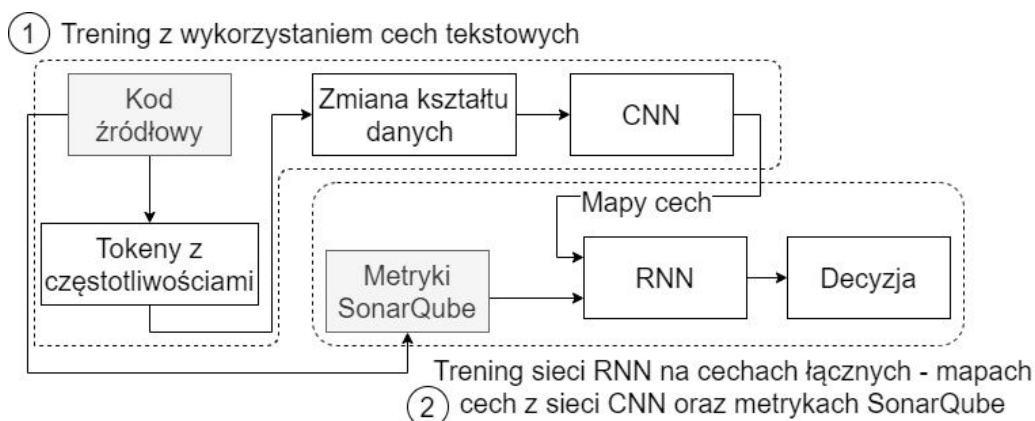 1 Trening z wykorzystaniem cech tekstowych
Kod
źródłowy
Zmiana kształtu
danych
CNN
Mapy cech
Tokeny z
częstotliwościami
Metryki
SonarQube
RNN
Decyzja
Trening sieci RNN na cechach łącznych - mapach
2 cech z sieci CNN oraz metrykach SonarQube